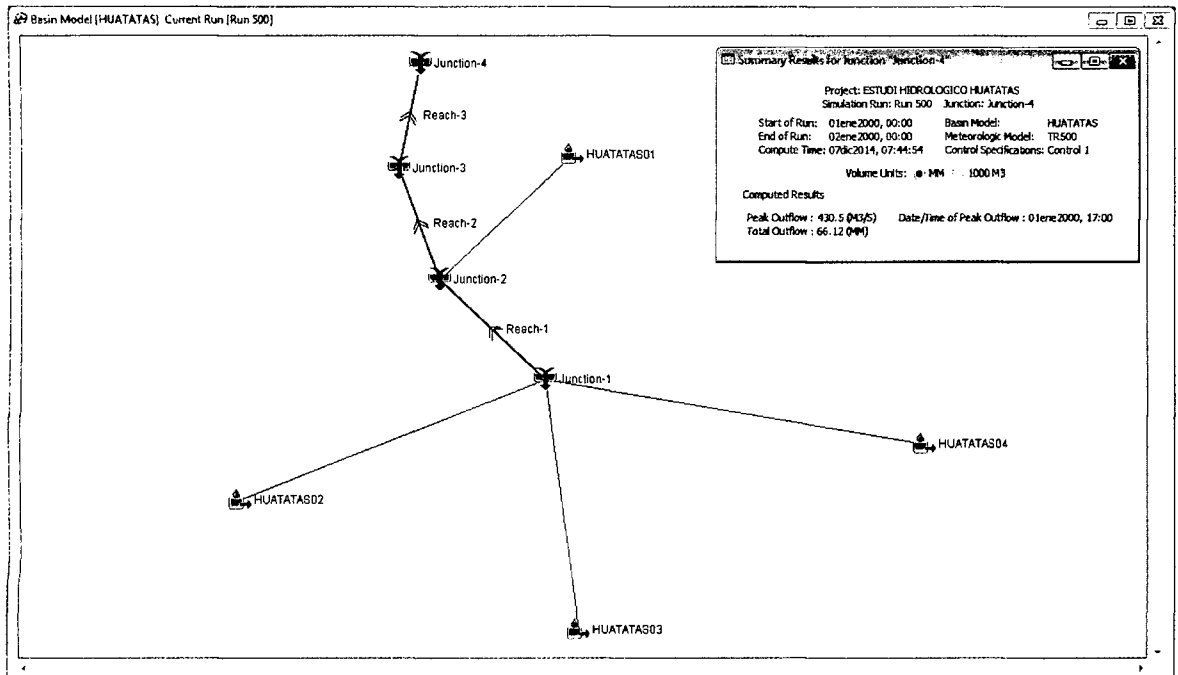 Basin Model [HUATATAS] Current Run [Run 500]
Junction-4
Reach-3
HUATATAS01
Junction-3
Reach-2
Junction-2
Reach-1
Junction-1
HUATATAS04
HUATATAS02
HUATATAS03
Summary Results for Junction "Junction-4"
Project: ESTUDI HIDROLOGICO HUATATAS
Simulation Run: Run 500 Junction: Junction-4
Start of Run: 01ene2000, 00:00 Basin Model: HUATATAS
End of Run: 02ene2000, 00:00 Meteorologic Model: TR500
Compute Time: 07dic2014, 07:44:54 Control Specifications: Control 1
Volume Units: MM 1000 M3
Computed Results
Peak Outflow : 430.5 (M3/S) Date/Time of Peak Outflow : 01ene2000, 17:00
Total Outflow : 66.12 (MM)